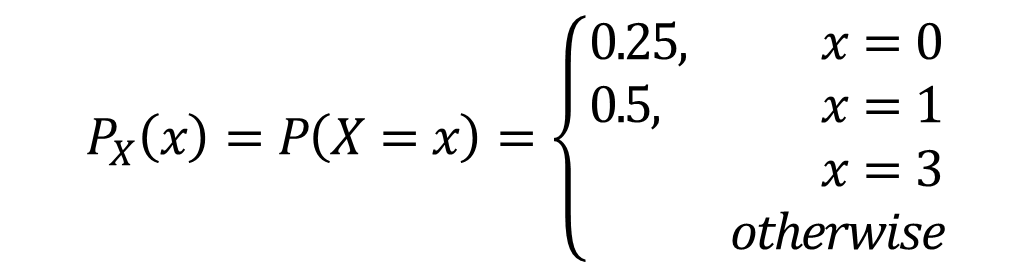 0.25, x = 0
0.5, x = 1
P_X(x) = P(X = x) = {
x = 3
otherwise